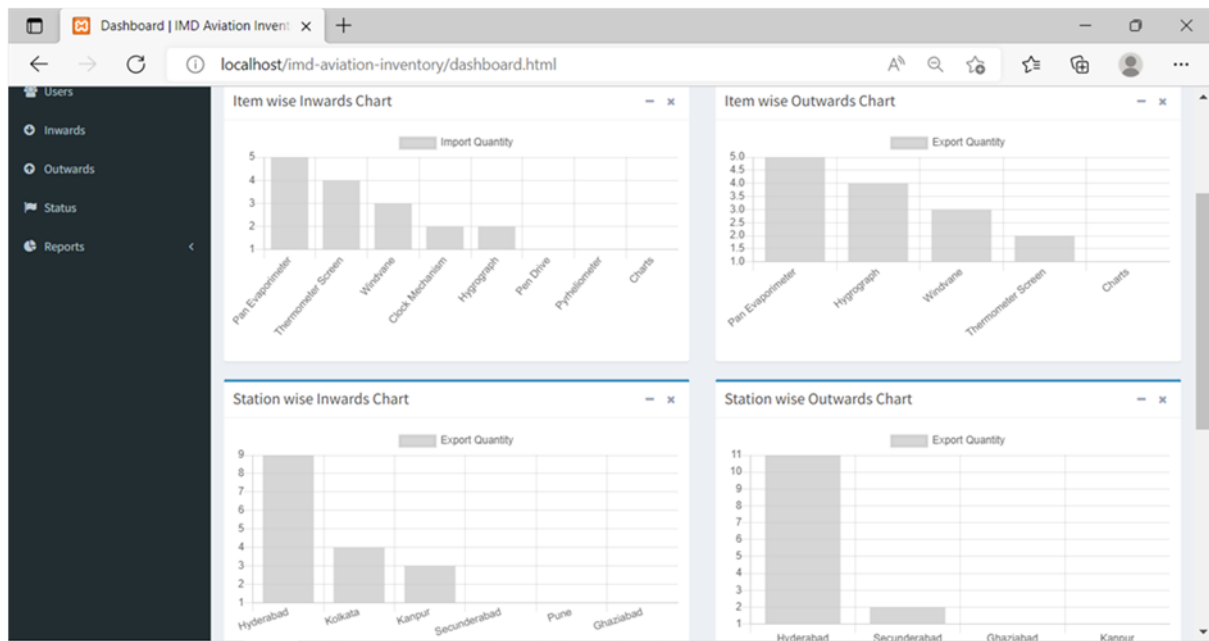 Dashboard | IMD Aviation Invent
localhost/imd-aviation-inventory/dashboard.html
Users
Inwards
Outwards
Status
Reports
Item wise Inwards Chart
Import Quantity
5
4
3
2
1
Pan Evaporimeter
Thermometer Screen
Windvane
Clock Mechanism
Hygrograph
Pen Drive
Pyrheliometer
Charts
Item wise Outwards Chart
Export Quantity
5.0
4.5
4.0
3.5
3.0
2.5
2.0
1.5
1.0
Pan Evaporimeter
Hygrograph
Windvane
Thermometer Screen
Charts
Station wise Inwards Chart
Export Quantity
9
8
7
6
5
4
3
2
1
Hyderabad
Kolkata
Kanpur
Secunderabad
Pune
Ghaziabad
Station wise Outwards Chart
Export Quantity
11
10
9
8
7
6
5
4
3
2
1
Hyderabad
Secunderabad
Ghaziabad
Kanpur